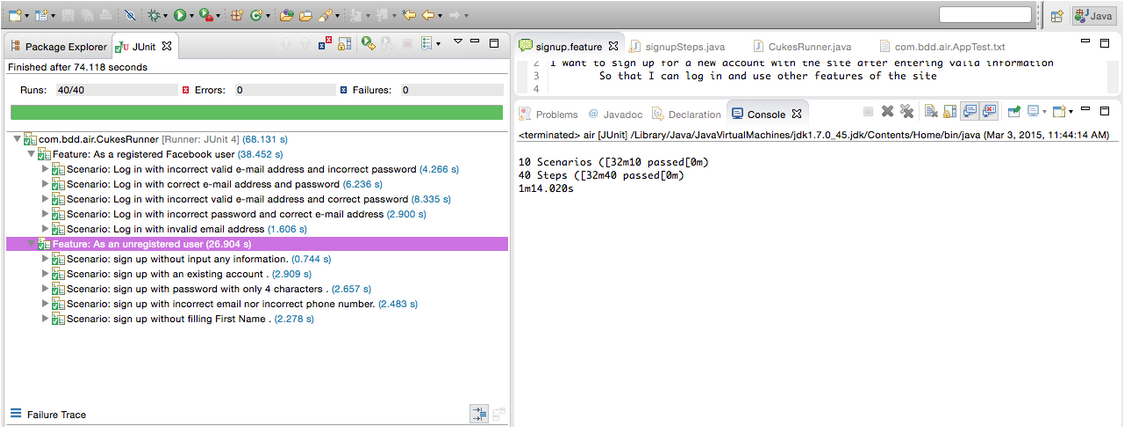 Java
Package Explorer
JUnit
Finished after 74.118 seconds
Runs: 40/40
Errors: 0
Failures: 0
com.bdd.air.CukesRunner [Runner: JUnit 4] (68.131 s)
Feature: As a registered Facebook user (38.452 s)
Scenario: Log in with incorrect valid e-mail address and incorrect password (4.266 s)
Scenario: Log in with correct e-mail address and password (6.236 s)
Scenario: Log in with incorrect valid e-mail address and correct password (8.335 s)
Scenario: Log in with incorrect password and correct e-mail address (2.900 s)
Scenario: Log in with invalid email address (1.606 s)
Feature: As an unregistered user (26.904 s)
Scenario: sign up without input any information. (0.744 s)
Scenario: sign up with an existing account . (2.909 s)
Scenario: sign up with password with only 4 characters . (2.657 s)
Scenario: sign up with incorrect email nor incorrect phone number. (2.483 s)
Scenario: sign up without filling First Name . (2.278 s)
Failure Trace
signup.feature
signupSteps.java
CukesRunner.java
com.bdd.air.AppTest.txt
2 I want to sign up for a new account with the site after entering valid information
3 So that I can log in and use other features of the site
4
Problems
@ Javadoc
Declaration
Console
<terminated> air [JUnit] /Library/Java/JavaVirtualMachines/jdk1.7.0_45.jdk/Contents/Home/bin/java (Mar 3, 2015, 11:44:14 AM)
10 Scenarios ([32m10 passed[0m)
40 Steps ([32m40 passed[0m)
1m14.020s